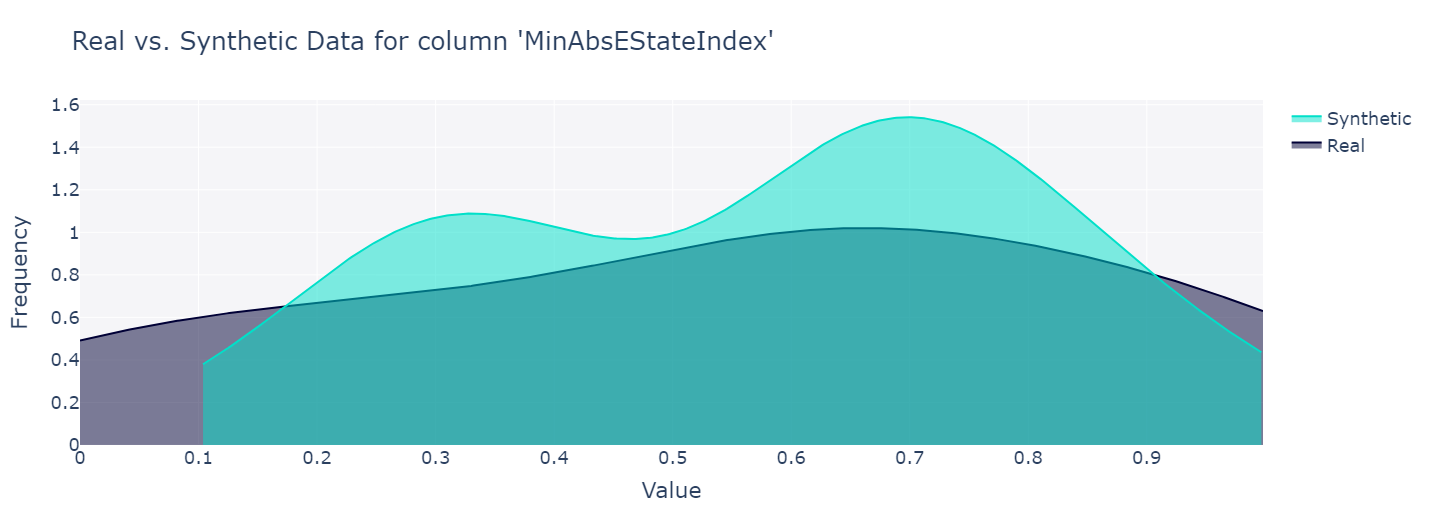 Real vs. Synthetic Data for column 'MinAbsEStateIndex'
Synthetic
Real
Frequency
1.6
1.4
1.2
1
0.8
0.6
0.4
0.2
0
0 0.1 0.2 0.3 0.4 0.5 0.6 0.7 0.8 0.9
Value